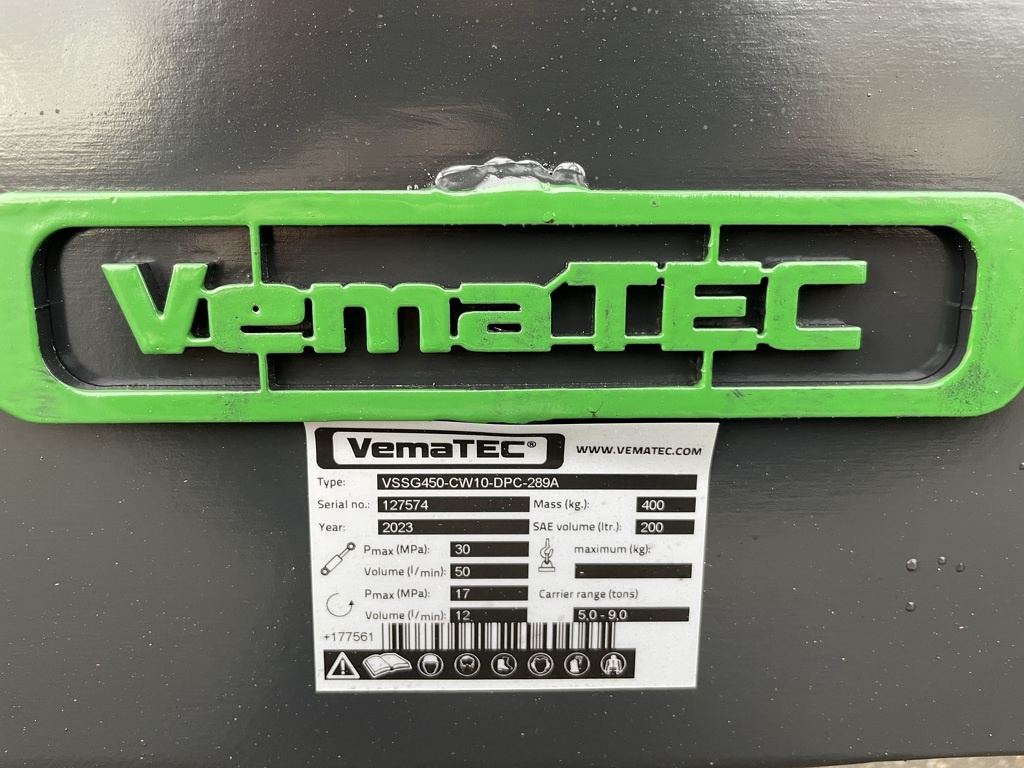 VemaTEC
VemaTEC® WWW.VEMATEC.COM
Type: VSSG450-CW10-DPC-289A
Serial no.: 127574 Mass (kg.): 400
Year: 2023 SAE volume (ltr.): 200
Pmax (MPa): 30 maximum (kg):
Volume (l/min): 50 -
Pmax (MPa): 17 Carrier range (tons)
Volume (l/min): 12 5,0 - 9,0
+177561